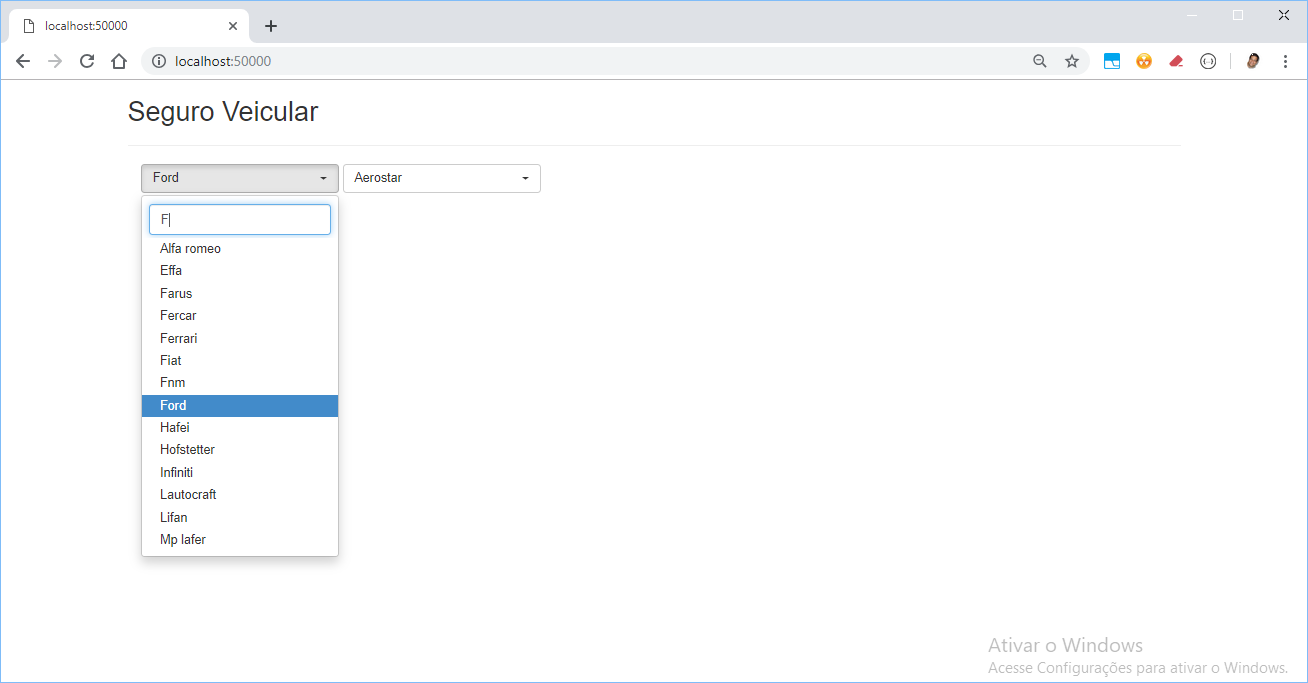 localhost:50000
localhost:50000
Seguro Veicular
Ford Aerostar
F
Alfa romeo
Effa
Farus
Fercar
Ferrari
Fiat
Fnm
Ford
Hafei
Hofstetter
Infiniti
Lautocraft
Lifan
Mp lafer
Ativar o Windows
Acesse Configurações para ativar o Windows.